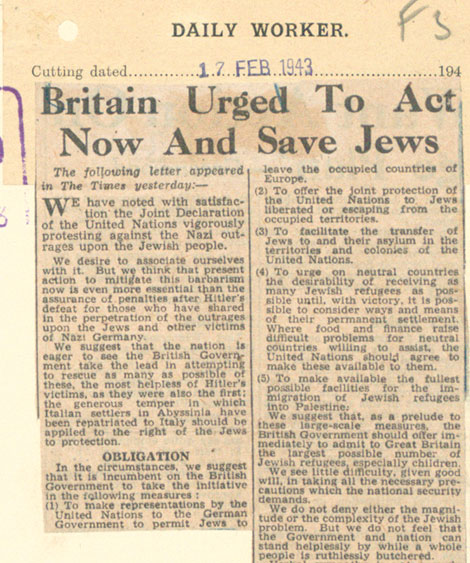 F3
DAILY WORKER.
Cutting dated 17 FEB 1943 194
Britain Urged To Act
Now And Save Jews
The following letter appeared
in The Times yesterday:—
WE have noted with satisfac-
tion the Joint Declaration
of the United Nations vigorously
protesting against the Nazi out-
rages upon the Jewish people.
We desire to associate ourselves
with it. But we think that present
action to mitigate this barbarism
now is even more essential than the
assurance of penalties after Hitler's
defeat for those who have shared
in the perpetration of the outrages
upon the Jews and other victims
of Nazi Germany.
We suggest that the nation is
eager to see the British Govern-
ment take the lead in attempting
to rescue as many as possible of
these, the most helpless of Hitler's
victims, as they were also the first;
the generous temper in which
Italian settlers in Abyssinia have
been repatriated to Italy should be
applied to the right of the Jews
to protection.
OBLIGATION
In the circumstances, we suggest
that it is incumbent on the British
Government to take the initiative
in the following measures:
(1) To make representations by the
United Nations to the German
Government to permit Jews to
leave the occupied countries of
Europe.
(2) To offer the joint protection of
the United Nations to Jews
liberated or escaping from the
occupied territories.
(3) To facilitate the transfer of
Jews to and their asylum in the
territories and colonies of the
United Nations.
(4) To urge on neutral countries
the desirability of receiving as
many Jewish refugees as pos-
sible until, with victory, it is pos-
sible to consider ways and means
of their permanent settlement.
Where food and finance raise
difficult problems for neutral
countries willing to assist, the
United Nations should agree to
make these available to them.
(5) To make available the fullest
possible facilities for the im-
migration of Jewish refugees
into Palestine.
We suggest that, as a prelude to
these large-scale measures, the
British Government should offer im-
mediately to admit to Great Britain
the largest possible number of
Jewish refugees, especially children.
We see little difficulty, given good
will, in taking all the necessary pre-
cautions which the national security
demands.
We do not deny either the magni-
tude or the complexity of the Jewish
problem. But we do not feel that
the Government and nation can
stand helplessly by while a whole
people is ruthlessly butchered.